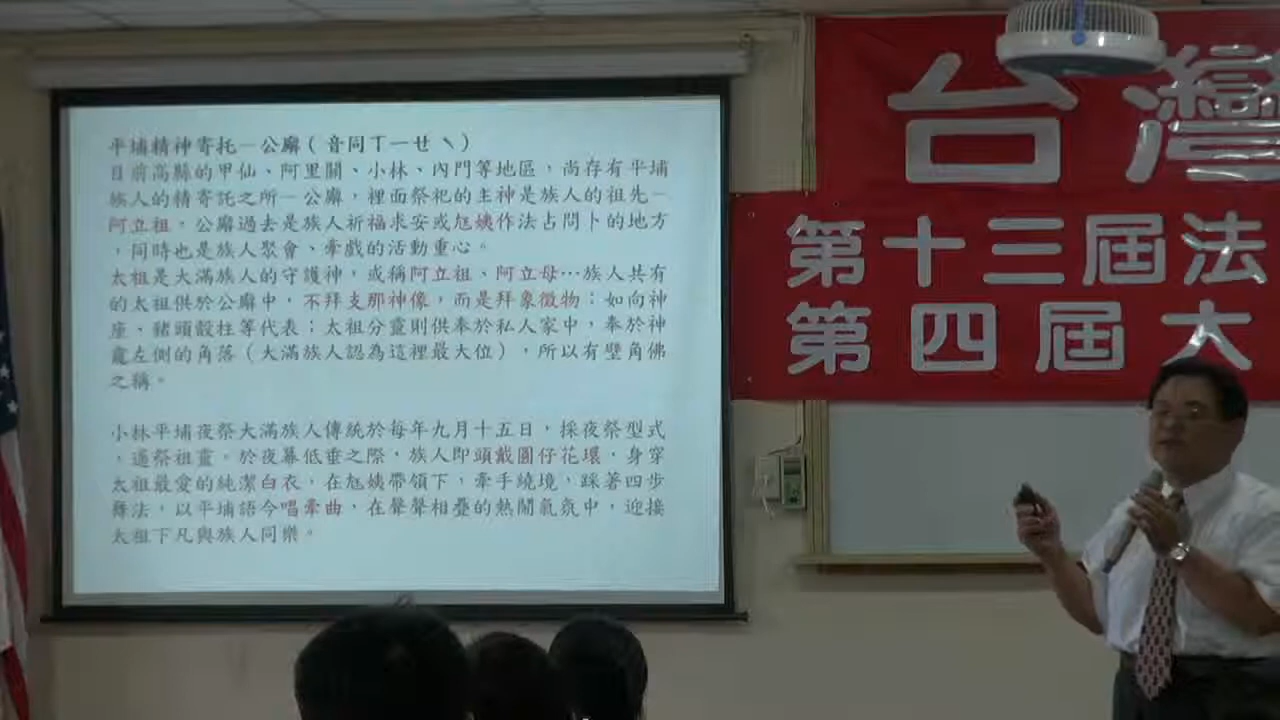 平埔精神寄托－公廨（音同ㄒㄧㄝˋ）
目前高縣的甲仙、阿里關、小林、內門等地區，尚存有平埔
族人的精寄託之所－公廨，裡面祭祀的主神是族人的祖先－
阿立祖。公廨過去是族人祈福求安或尪姨作法占問卜的地方
，同時也是族人聚會、牽戲的活動重心。
太祖是大滿族人的守護神，或稱阿立祖、阿立母…族人共有
的太祖供於公廨中，不拜支那神像，而是拜象徵物；如向神
座、豬頭殼柱等代表；太祖分靈則供奉於私人家中，奉於神
龕左側的角落（大滿族人認為這裡最大位），所以有壁角佛
之稱。
小林平埔夜祭大滿族人傳統於每年九月十五日，採夜祭型式
，遙祭祖靈。於夜幕低垂之際，族人即頭戴圓仔花環，身穿
太祖最愛的純潔白衣，在尪姨帶領下，牽手繞境，踩著四步
舞法，以平埔語今唱牽曲，在聲聲相疊的熱鬧氣氛中，迎接
太祖下凡與族人同樂。
台灣
第十三屆法
第四屆大